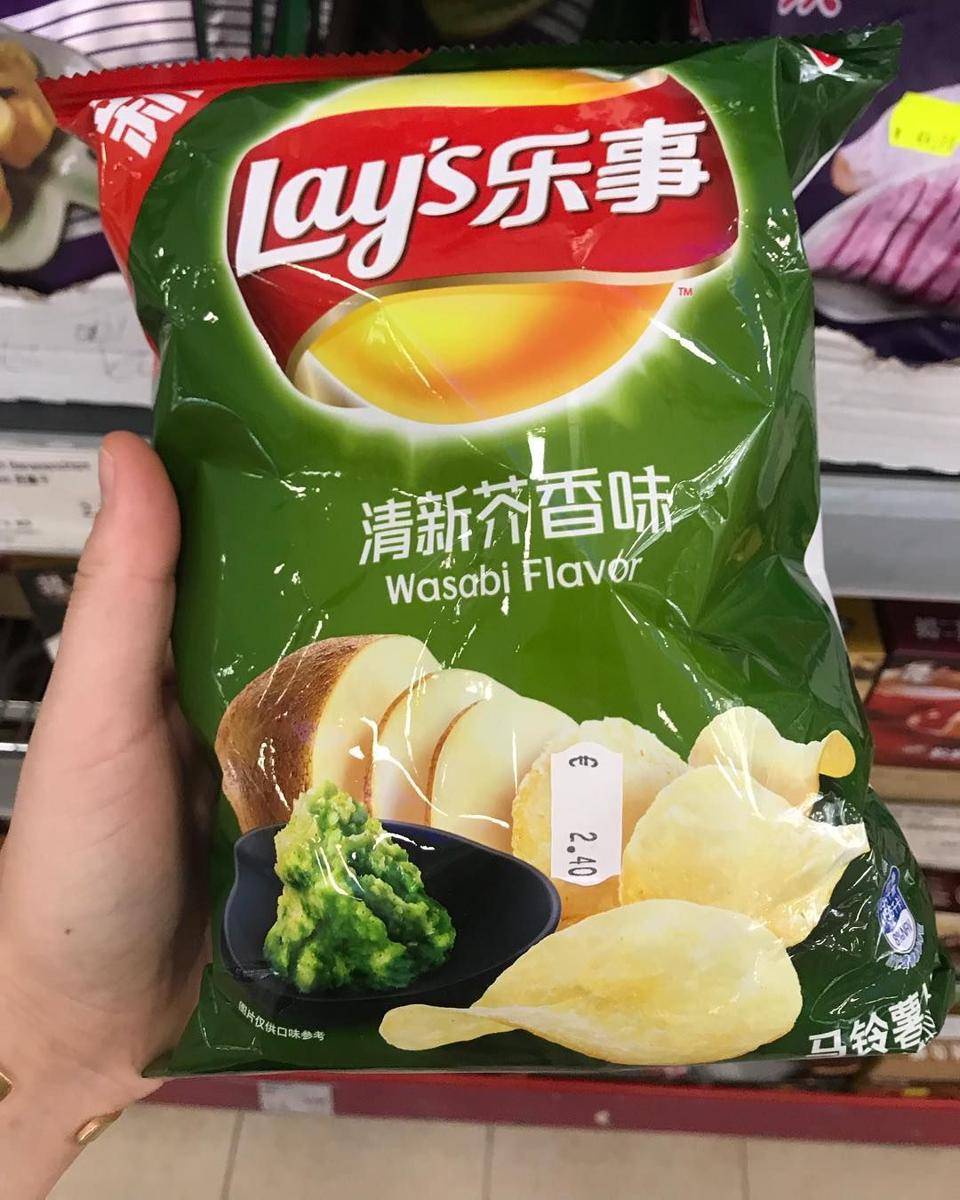 Lay's乐事
TM
清新芥香味
Wasabi Flavor
€ 2.40
图片仅供口味参考
马铃薯